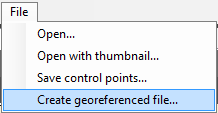 File
Open...
Open with thumbnail...
Save control points...
Create georeferenced file...